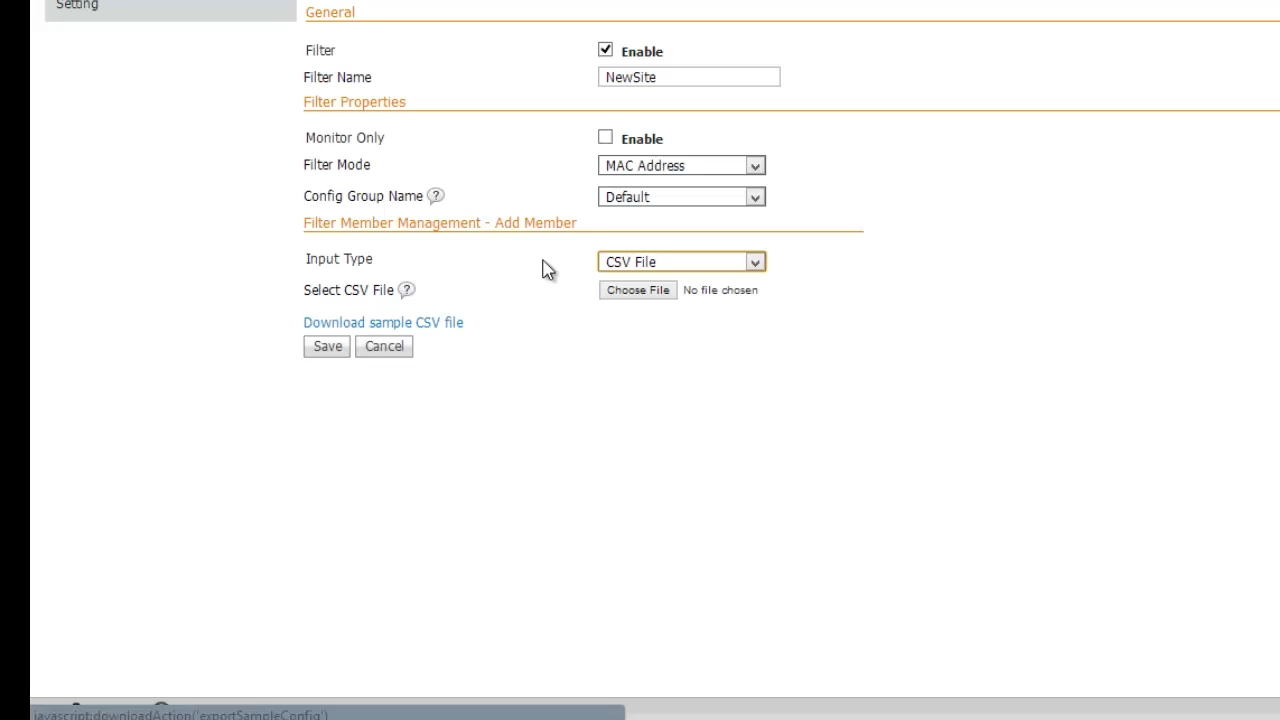 Setting
General
Filter Enable
Filter Name NewSite
Filter Properties
Monitor Only Enable
Filter Mode MAC Address
Config Group Name ? Default
Filter Member Management - Add Member
Input Type CSV File
Select CSV File ? Choose File No file chosen
Download sample CSV file
Save Cancel
javascript:downloadAction('exportSampleConfig')